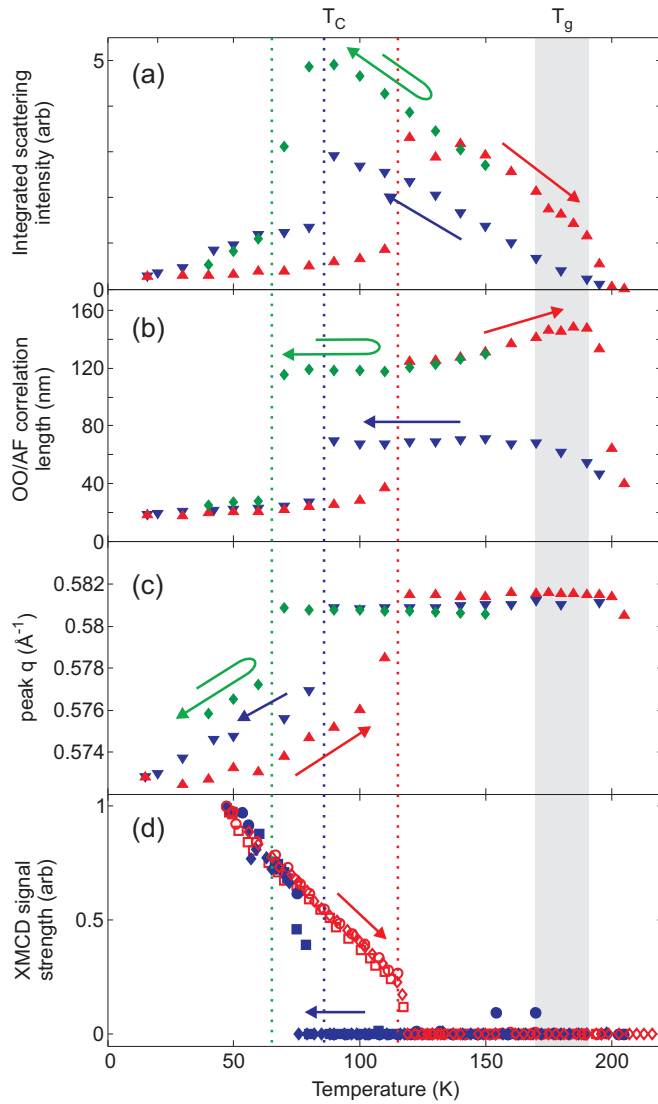 T_C T_g
(a)
Integrated scattering
intensity (arb)
5
0
(b)
OO/AF correlation
length (nm)
160
120
80
40
0
(c)
peak q (Å⁻¹)
0.582
0.58
0.578
0.576
0.574
(d)
XMCD signal
strength (arb)
1
0.5
0
0 50 100 150 200
Temperature (K)